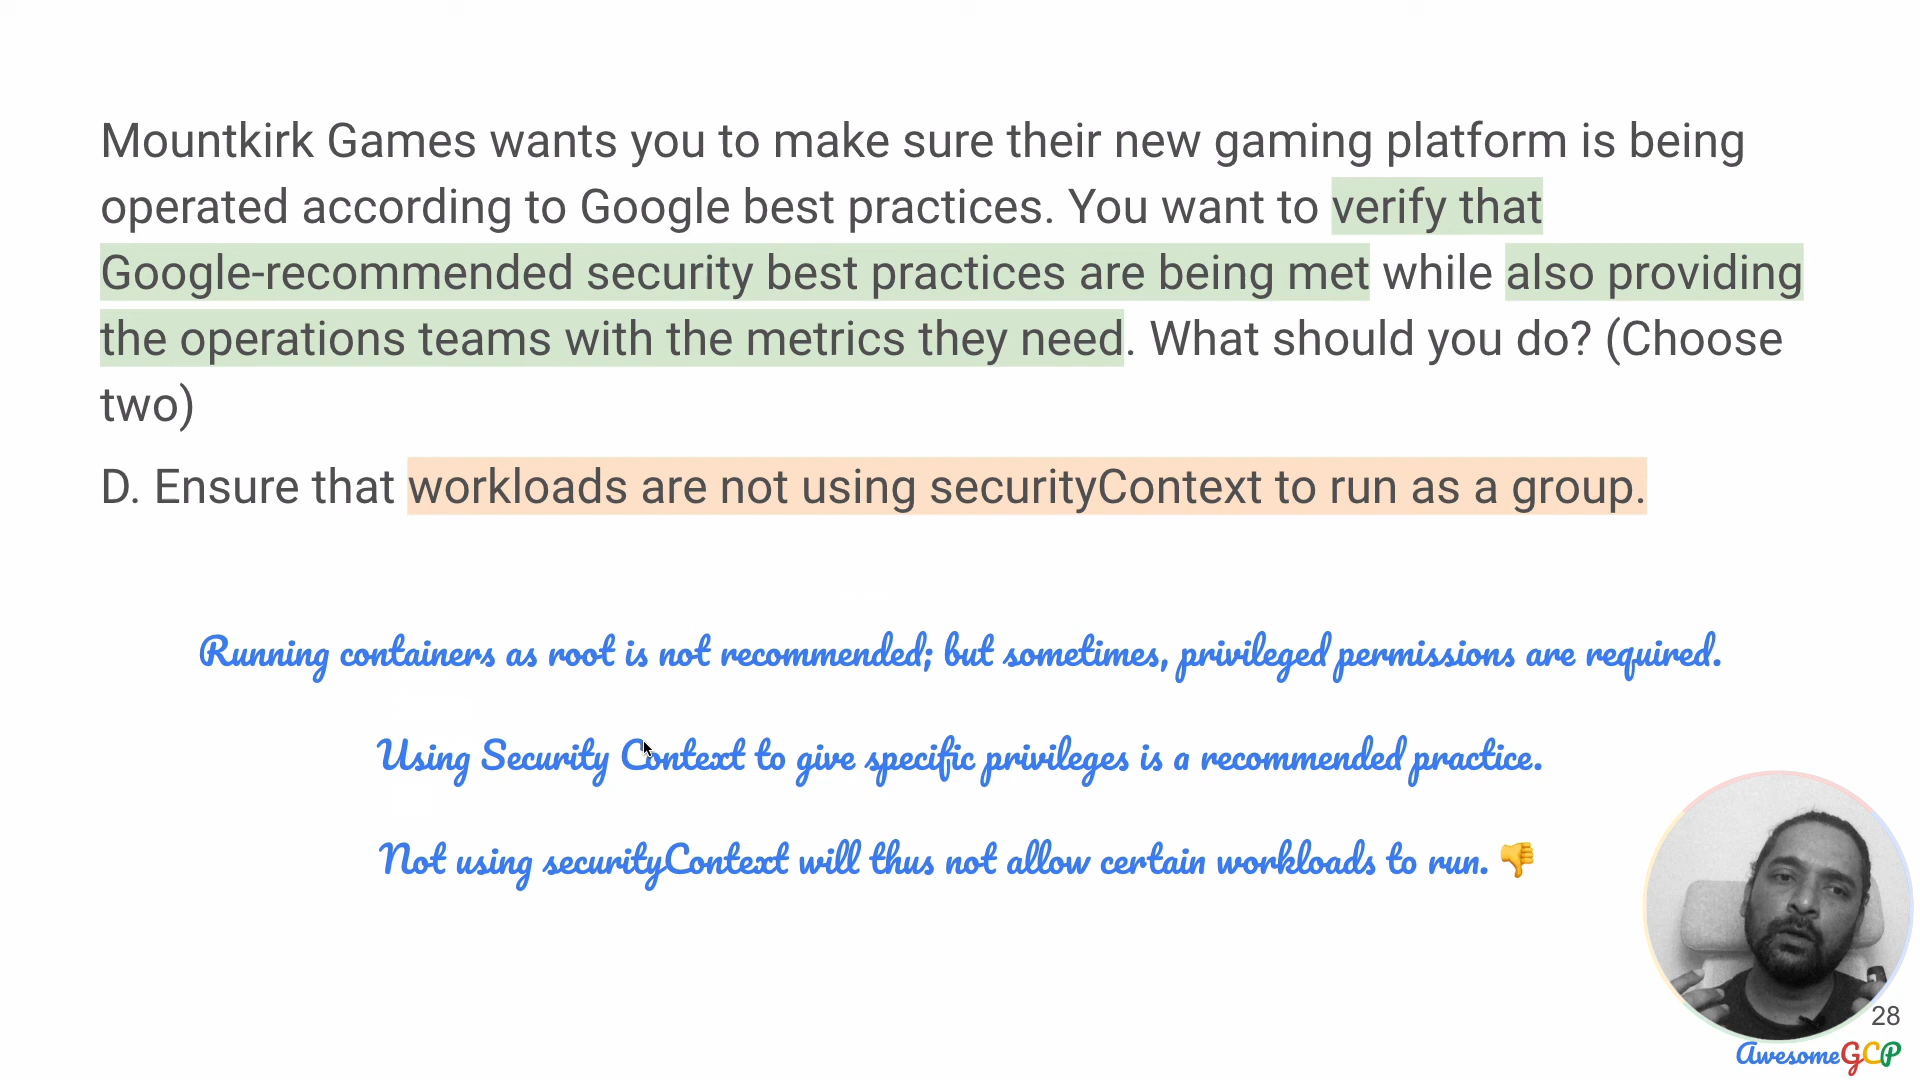 Mountkirk Games wants you to make sure their new gaming platform is being
operated according to Google best practices. You want to verify that
Google-recommended security best practices are being met while also providing
the operations teams with the metrics they need. What should you do? (Choose
two)
D. Ensure that workloads are not using securityContext to run as a group.
Running containers as root is not recommended; but sometimes, privileged permissions are required.
Using Security Context to give specific privileges is a recommended practice.
Not using securityContext will thus not allow certain workloads to run. 👎
28
AwesomeGCP